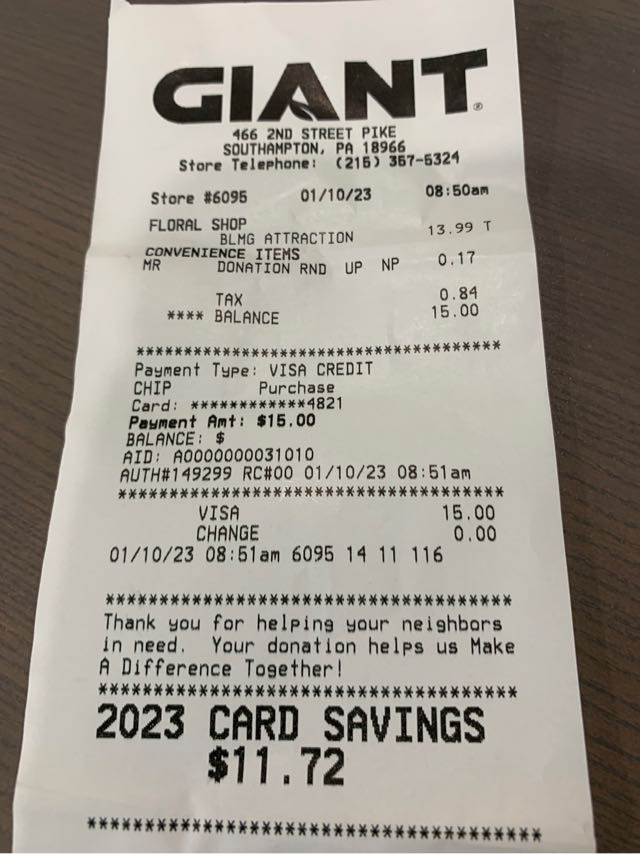 GIANT®
466 2ND STREET PIKE
SOUTHAMPTON, PA 18966
Store Telephone: (215) 357-5324
Store #6095 01/10/23 08:50am
FLORAL SHOP
BLMG ATTRACTION 13.99 T
CONVENIENCE ITEMS
MR DONATION RND UP NP 0.17
TAX 0.84
**** BALANCE 15.00
***************************************
Payment Type: VISA CREDIT
CHIP Purchase
Card: ************4821
Payment Amt: $15.00
BALANCE: $
AID: A0000000031010
AUTH#149299 RC#00 01/10/23 08:51am
***************************************
VISA 15.00
CHANGE 0.00
01/10/23 08:51am 6095 14 11 116
***************************************
Thank you for helping your neighbors
in need. Your donation helps us Make
A Difference Together!
***************************************
2023 CARD SAVINGS
$11.72
***************************************